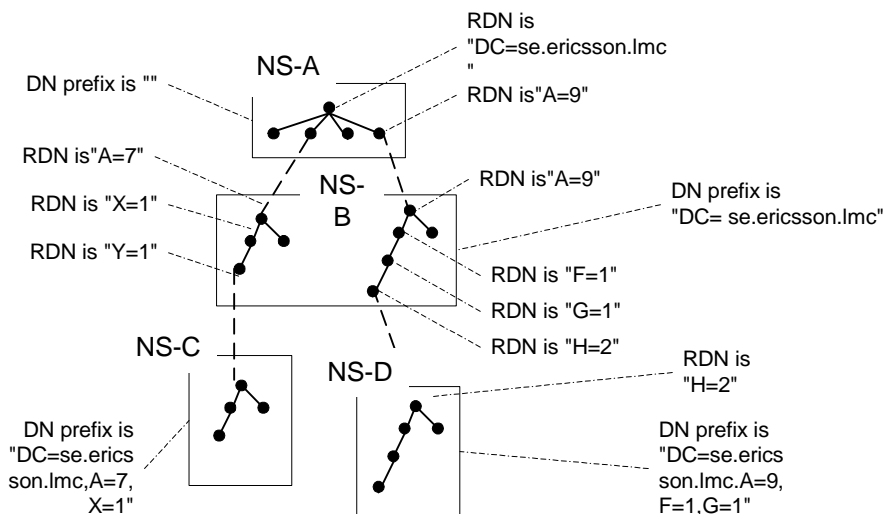 RDN is
"DC=se.ericsson.lmc
"
NS-A
DN prefix is ""
RDN is"A=9"
RDN is"A=7"
NS-
B
RDN is"A=9"
DN prefix is
"DC= se.ericsson.lmc"
RDN is "X=1"
RDN is "Y=1"
RDN is "F=1"
RDN is "G=1"
RDN is "H=2"
NS-C
NS-D
RDN is
"H=2"
DN prefix is
"DC=se.erics
son.lmc,A=7,
X=1"
DN prefix is
"DC=se.erics
son.lmc.A=9,
F=1,G=1"